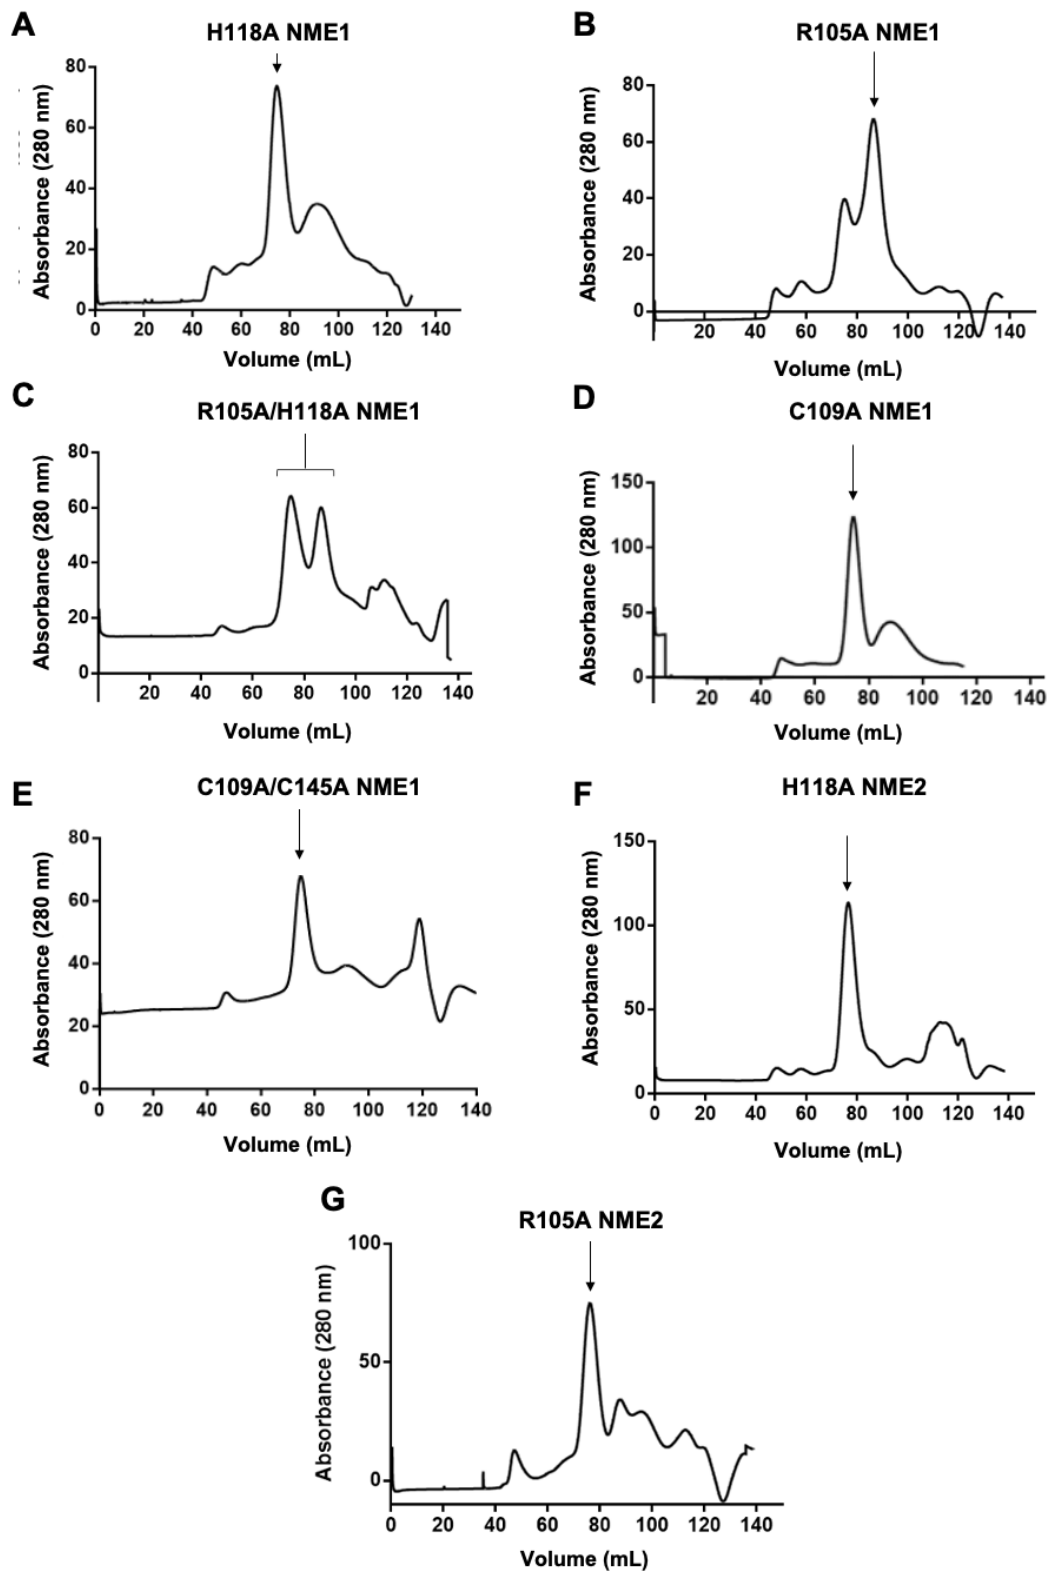 A
H118A NME1
Absorbance (280 nm)
80
60
40
20
0
0 20 40 60 80 100 120 140
Volume (mL)
B
R105A NME1
Absorbance (280 nm)
80
60
40
20
0
20 40 60 80 100 120 140
Volume (mL)
C
R105A/H118A NME1
Absorbance (280 nm)
80
60
40
20
0
20 40 60 80 100 120 140
Volume (mL)
D
C109A NME1
Absorbance (280 nm)
150
100
50
0
20 40 60 80 100 120 140
Volume (mL)
E
C109A/C145A NME1
Absorbance (280 nm)
80
60
40
20
0
0 20 40 60 80 100 120 140
Volume (mL)
F
H118A NME2
Absorbance (280 nm)
150
100
50
0
0 20 40 60 80 100 120 140
Volume (mL)
G
R105A NME2
Absorbance (280 nm)
100
50
0
0 20 40 60 80 100 120 140
Volume (mL)